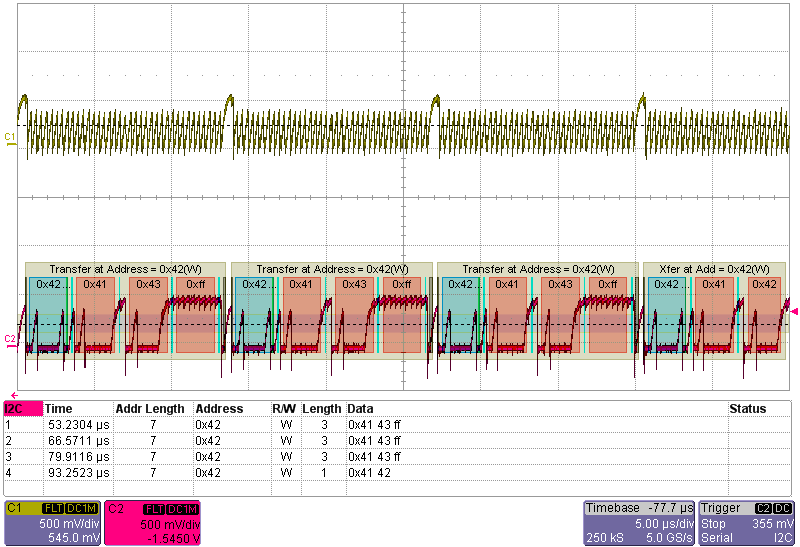 C1
Transfer at Address = 0x42(W) Transfer at Address = 0x42(W) Transfer at Address = 0x42(W) Xfer at Add = 0x42(W)
0x42... 0x41 0x43 0xff 0x42... 0x41 0x43 0xff 0x42... 0x41 0x43 0xff 0x42... 0x41 0x42
C2
I2C Time Addr Length Address R/W Length Data Status
1 53.2304 µs 7 0x42 W 3 0x41 43 ff
2 66.5711 µs 7 0x42 W 3 0x41 43 ff
3 79.9116 µs 7 0x42 W 3 0x41 43 ff
4 93.2523 µs 7 0x42 W 1 0x41 42
C1 FLT DC1M
500 mV/div
545.0 mV
C2 FLT DC1M
500 mV/div
-1.5450 V
Timebase -77.7 µs
5.00 µs/div
250 kS 5.0 GS/s
Trigger C2 DC
Stop 355 mV
Serial I2C